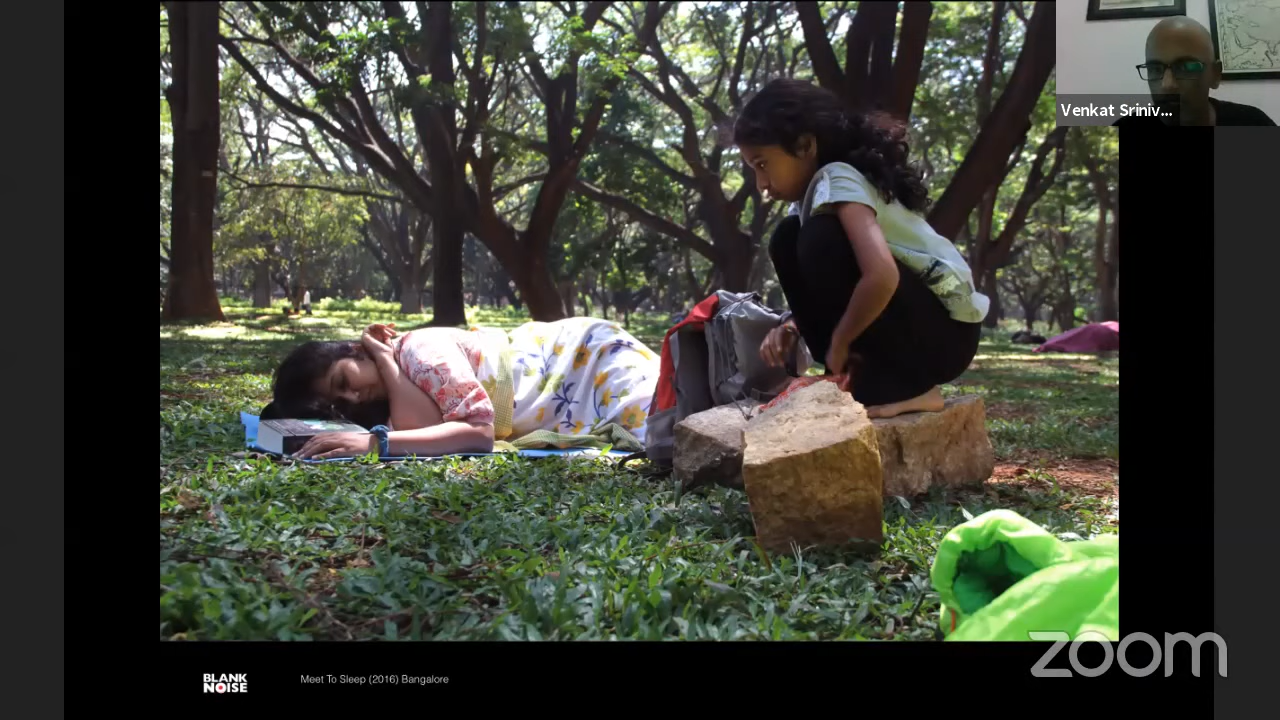 Venkat Sriniv...
BLANK
NOISE
Meet To Sleep (2016) Bangalore
zoom